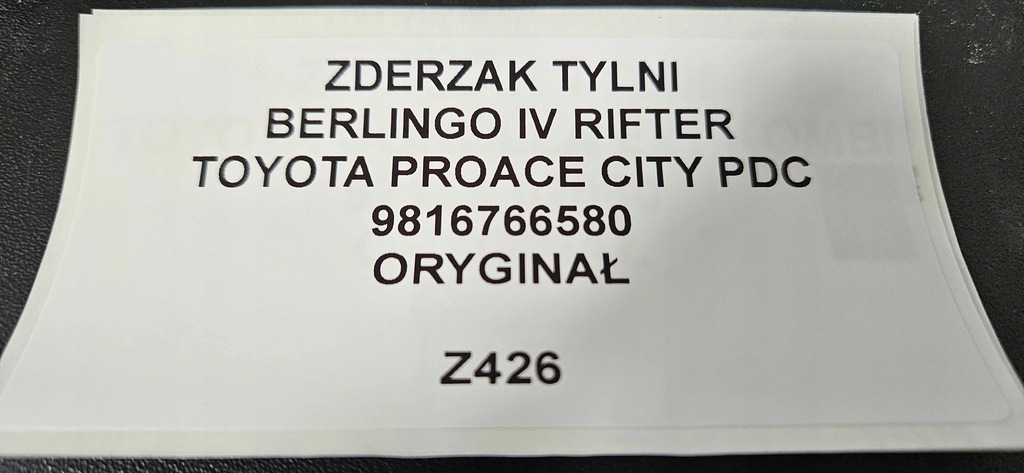 ZDERZAK TYLNI
BERLINGO IV RIFTER
TOYOTA PROACE CITY PDC
9816766580
ORYGINAŁ
Z426